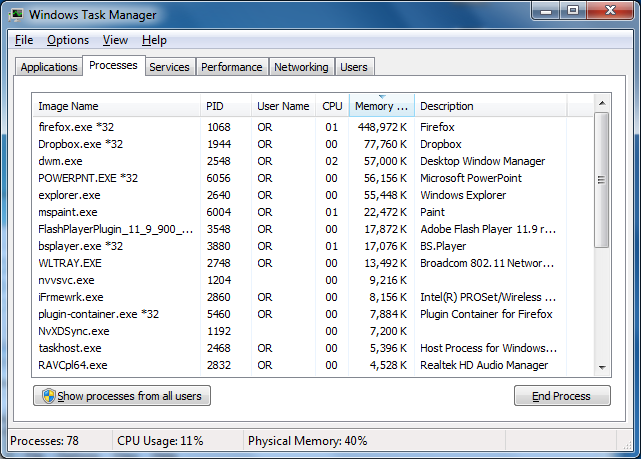 Windows Task Manager
File Options View Help
Applications Processes Services Performance Networking Users
Image Name PID User Name CPU Memory ... Description
firefox.exe *32 1068 OR 01 448,972 K Firefox
Dropbox.exe *32 1944 OR 00 77,760 K Dropbox
dwm.exe 2548 OR 02 57,000 K Desktop Window Manager
POWERPNT.EXE *32 6056 OR 00 56,156 K Microsoft PowerPoint
explorer.exe 2640 OR 00 55,448 K Windows Explorer
mspaint.exe 6004 OR 01 22,472 K Paint
FlashPlayerPlugin_11_9_900_... 3548 OR 00 17,872 K Adobe Flash Player 11.9 r...
bsplayer.exe *32 3880 OR 01 17,076 K BS.Player
WLTRAY.EXE 2748 OR 00 13,492 K Broadcom 802.11 Networ...
nvvsvc.exe 1204 00 9,216 K
iFrmewrk.exe 2860 OR 00 8,156 K Intel(R) PROSet/Wireless ...
plugin-container.exe *32 5460 OR 00 7,884 K Plugin Container for Firefox
NvXDSync.exe 1192 00 7,200 K
taskhost.exe 2468 OR 00 5,396 K Host Process for Windows...
RAVCpl64.exe 2832 OR 00 4,528 K Realtek HD Audio Manager
Show processes from all users End Process
Processes: 78 CPU Usage: 11% Physical Memory: 40%